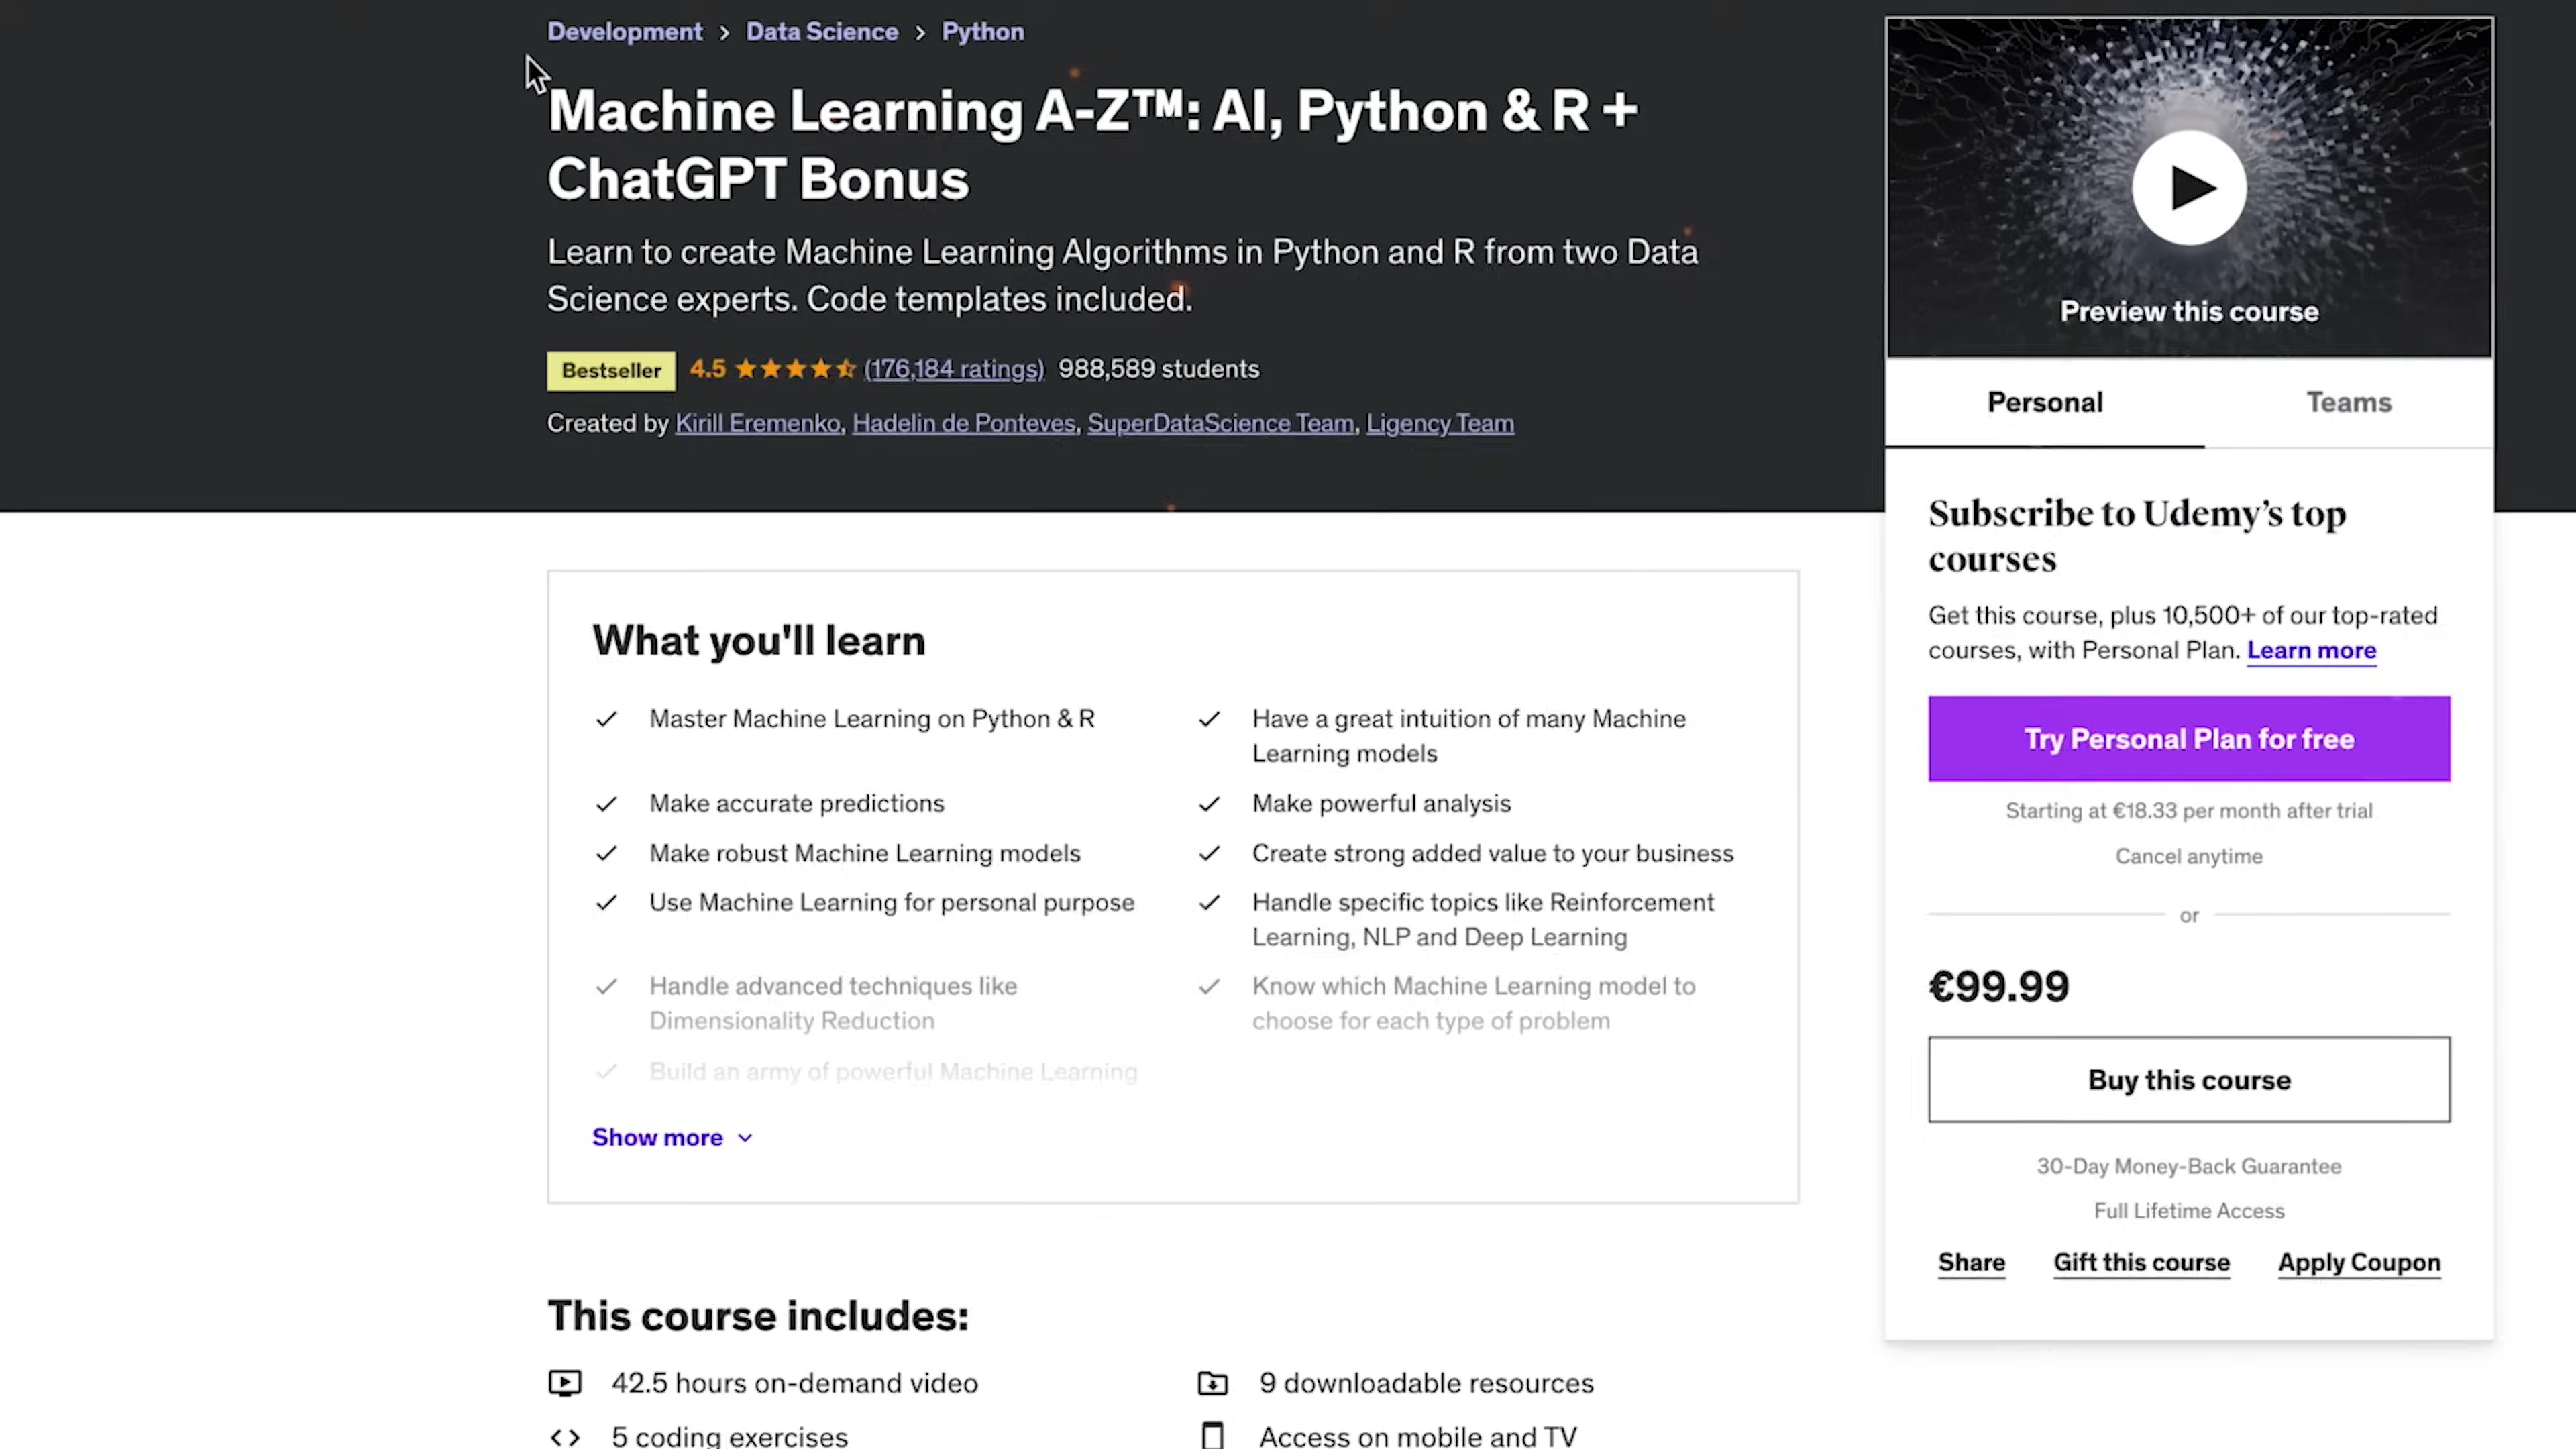 Development > Data Science > Python
Machine Learning A-Z™: AI, Python & R +
ChatGPT Bonus
Learn to create Machine Learning Algorithms in Python and R from two Data
Science experts. Code templates included.
Bestseller 4.5 (176,184 ratings) 988,589 students
Created by Kirill Eremenko, Hadelin de Ponteves, SuperDataScience Team, Ligency Team
What you'll learn
Master Machine Learning on Python & R
Have a great intuition of many Machine
Learning models
Make accurate predictions
Make powerful analysis
Make robust Machine Learning models
Create strong added value to your business
Use Machine Learning for personal purpose
Handle specific topics like Reinforcement
Learning, NLP and Deep Learning
Handle advanced techniques like
Dimensionality Reduction
Know which Machine Learning model to
choose for each type of problem
Build an army of powerful Machine Learning
Show more
This course includes:
42.5 hours on-demand video
9 downloadable resources
5 coding exercises
Access on mobile and TV
Preview this course
Personal Teams
Subscribe to Udemy's top
courses
Get this course, plus 10,500+ of our top-rated
courses, with Personal Plan. Learn more
Try Personal Plan for free
Starting at €18.33 per month after trial
Cancel anytime
or
€99.99
Buy this course
30-Day Money-Back Guarantee
Full Lifetime Access
Share Gift this course Apply Coupon